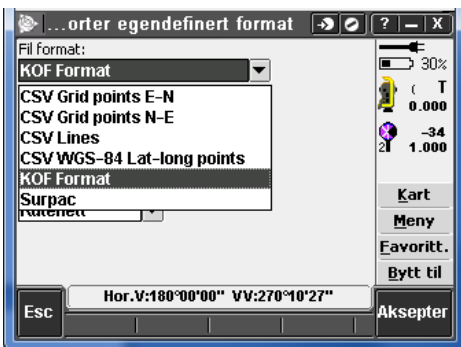 ...orter egendefinert format
? — X
Fil format:
KOF Format
CSV Grid points E-N
CSV Grid points N-E
CSV Lines
CSV WGS-84 Lat-long points
KOF Format
Surpac
Rutenett
30%
T
0.000
-34
2 1.000
Kart
Meny
Favoritt.
Bytt til
Hor.V:180°00'00" VV:270°10'27"
Esc
Aksepter